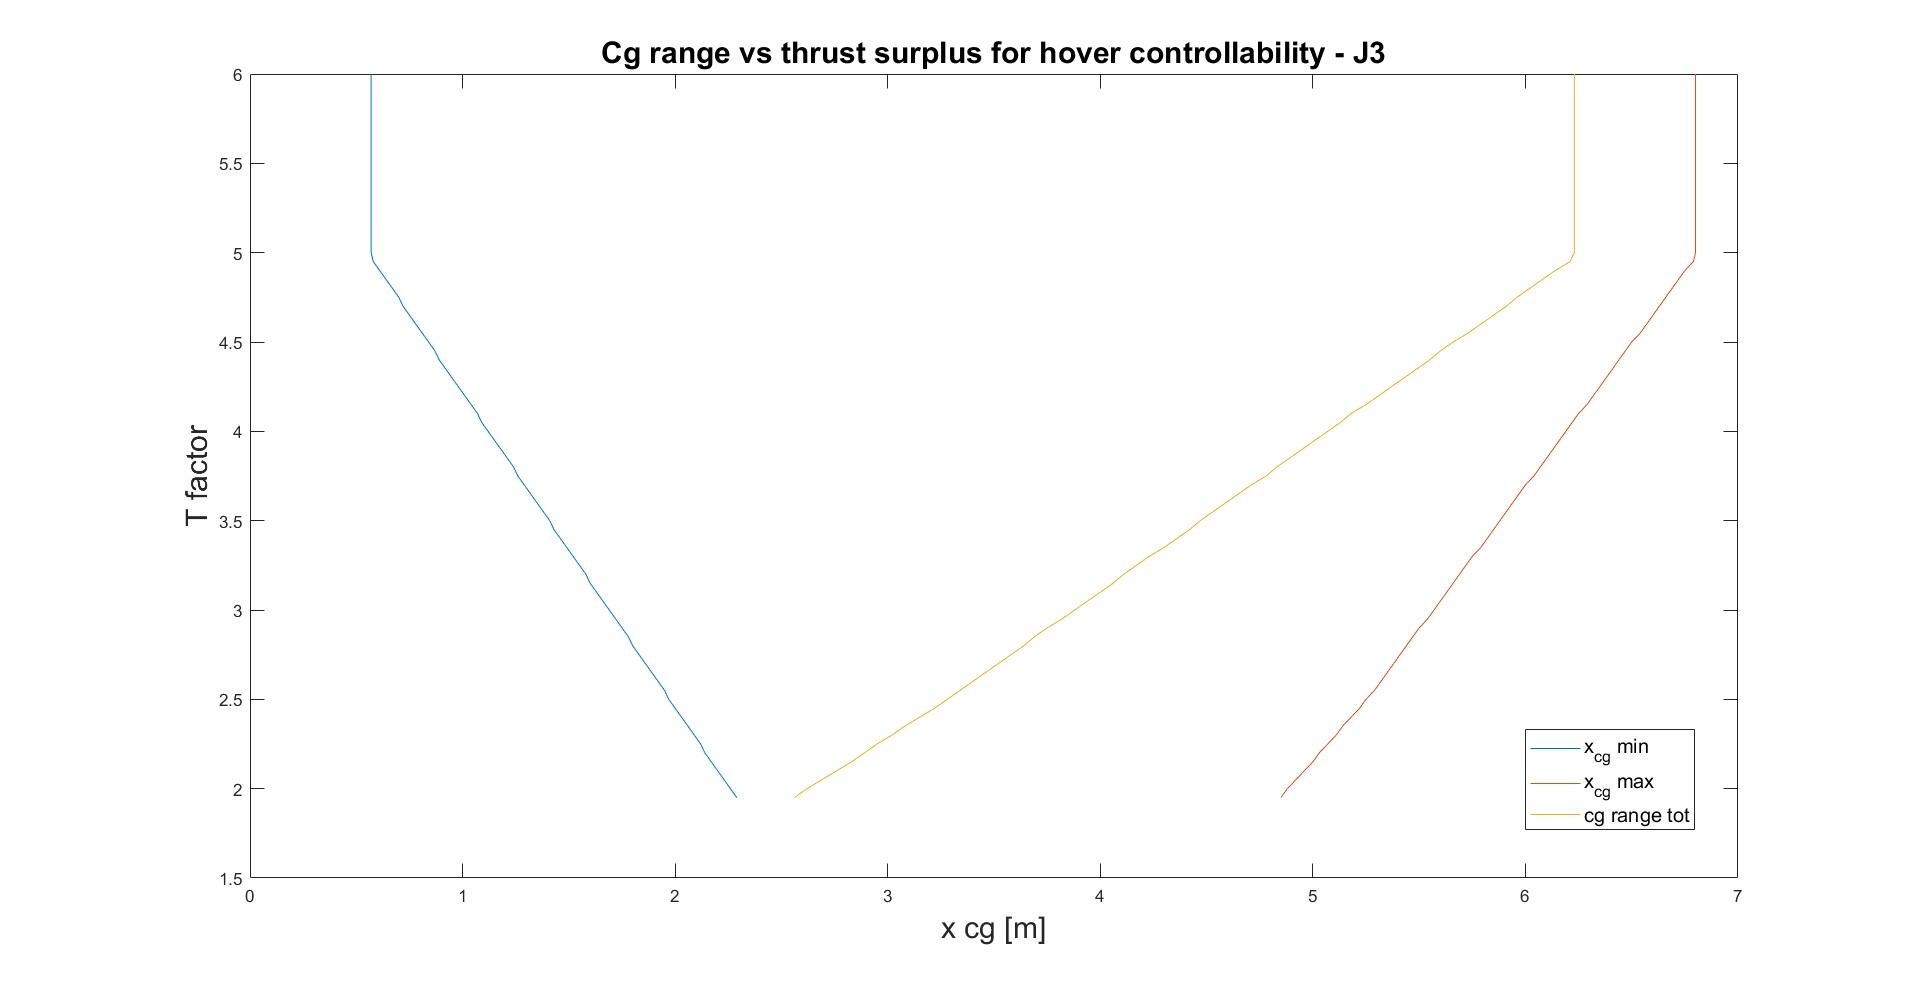 Cg range vs thrust surplus for hover controllability - J3
6
5.5
5
4.5
4
3.5
3
2.5
2
1.5
T factor
0 1 2 3 4 5 6 7
x cg [m]
xcg min
xcg max
cg range tot